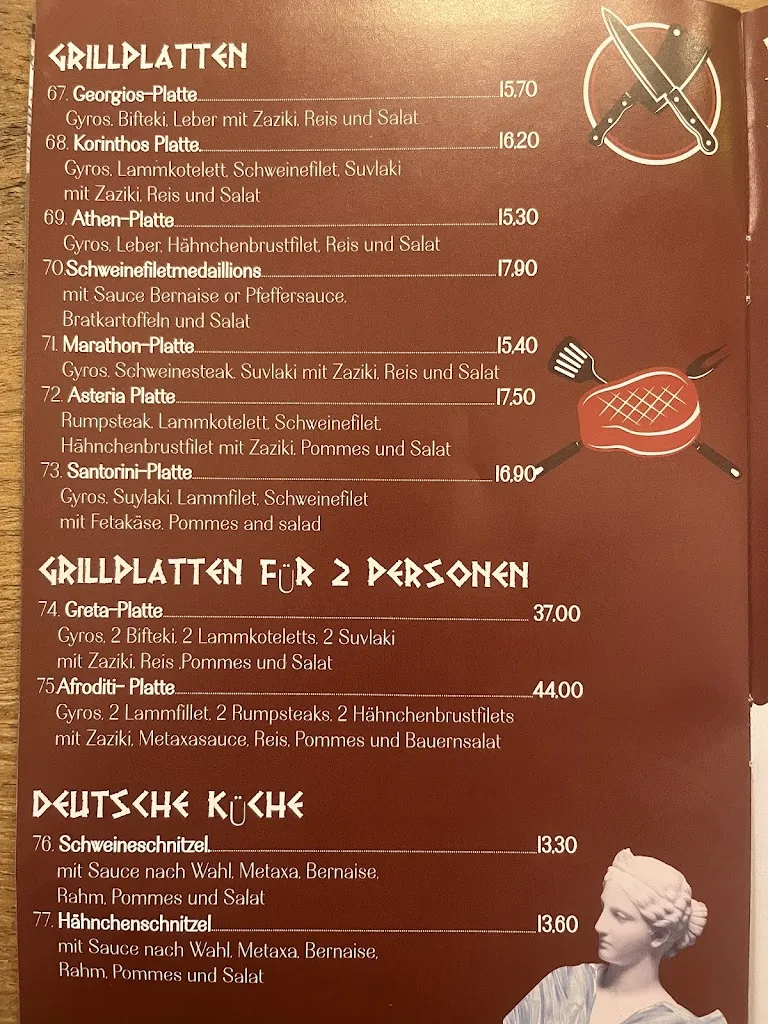 GRILLPLATTEN
67. Georgios-Platte 15,70
Gyros, Bifteki, Leber mit Zaziki, Reis und Salat
68. Korinthos Platte 16,20
Gyros, Lammkotelett, Schweinefilet, Suvlaki
mit Zaziki, Reis und Salat
69. Athen-Platte 15,30
Gyros, Leber, Hähnchenbrustfilet, Reis und Salat
70. Schweinefiletmedaillions 17,90
mit Sauce Bernaise or Pfeffersauce,
Bratkartoffeln und Salat
71. Marathon-Platte 15,40
Gyros, Schweinesteak, Suvlaki mit Zaziki, Reis und Salat
72. Asteria Platte 17,50
Rumpsteak, Lammkotelett, Schweinefilet,
Hähnchenbrustfilet mit Zaziki, Pommes und Salat
73. Santorini-Platte 16,90
Gyros, Suylaki, Lammfilet, Schweinefilet
mit Fetakäse, Pommes and salad
GRILLPLATTEN FÜR 2 PERSONEN
74. Greta-Platte 37,00
Gyros, 2 Bifteki, 2 Lammkoteletts, 2 Suvlaki
mit Zaziki, Reis ,Pommes und Salat
75. Afroditi- Platte 44,00
Gyros, 2 Lammfillet, 2 Rumpsteaks, 2 Hähnchenbrustfilets
mit Zaziki, Metaxasauce, Reis, Pommes und Bauernsalat
DEUTSCHE KÜCHE
76. Schweineschnitzel 13,30
mit Sauce nach Wahl, Metaxa, Bernaise,
Rahm, Pommes und Salat
77. Hähnchenschnitzel 13,60
mit Sauce nach Wahl, Metaxa, Bernaise,
Rahm, Pommes und Salat